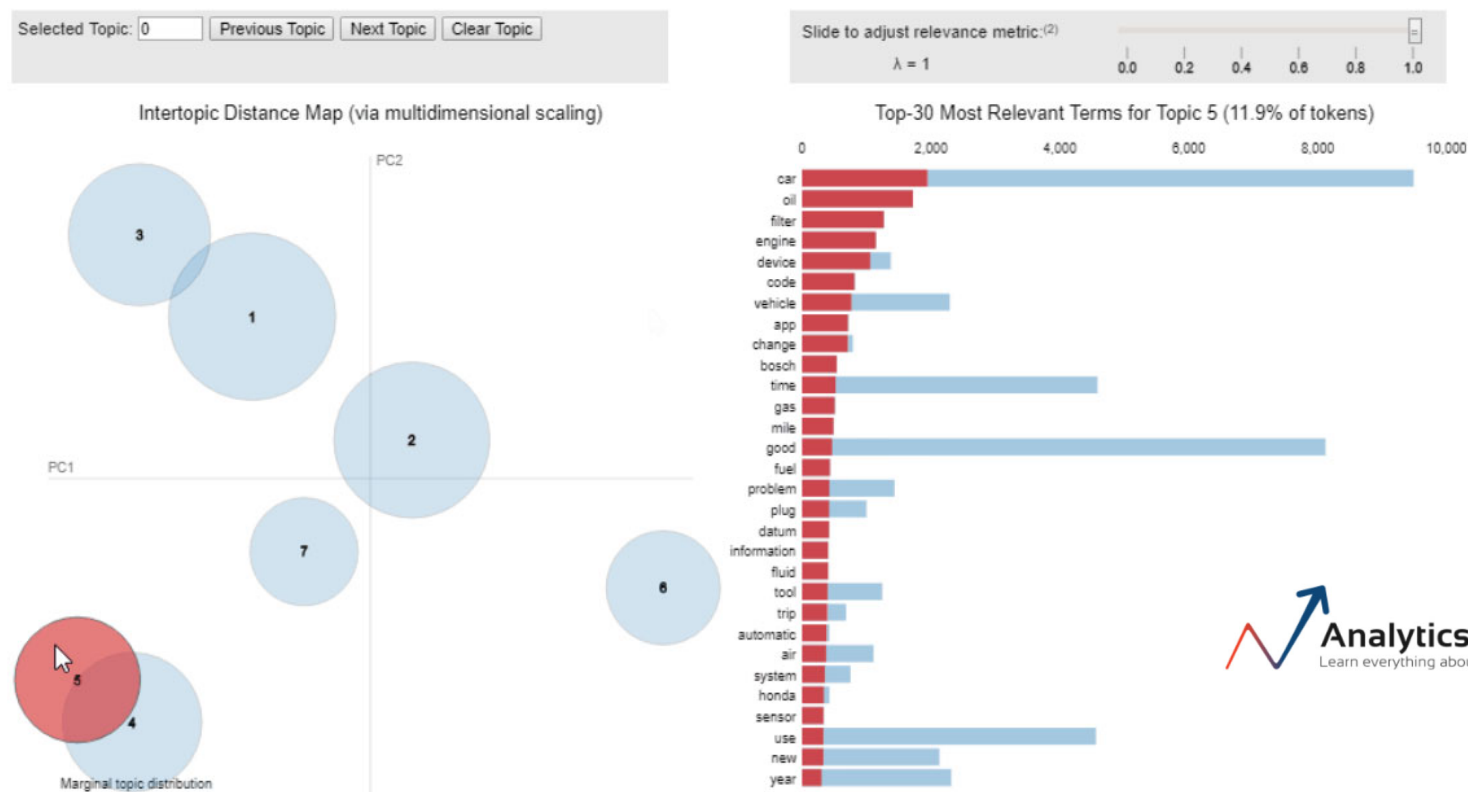 Selected Topic: 0 Previous Topic Next Topic Clear Topic
Slide to adjust relevance metric:(2)
λ = 1
0.0 0.2 0.4 0.6 0.8 1.0
Intertopic Distance Map (via multidimensional scaling)
PC2
PC1
3
1
2
7
6
5
4
Marginal topic distribution
Top-30 Most Relevant Terms for Topic 5 (11.9% of tokens)
0 2,000 4,000 6,000 8,000 10,000
car
oil
filter
engine
device
code
vehicle
app
change
bosch
time
gas
mile
good
fuel
problem
plug
datum
information
fluid
tool
trip
automatic
air
system
honda
sensor
use
new
year
Analytics
Learn everything abou